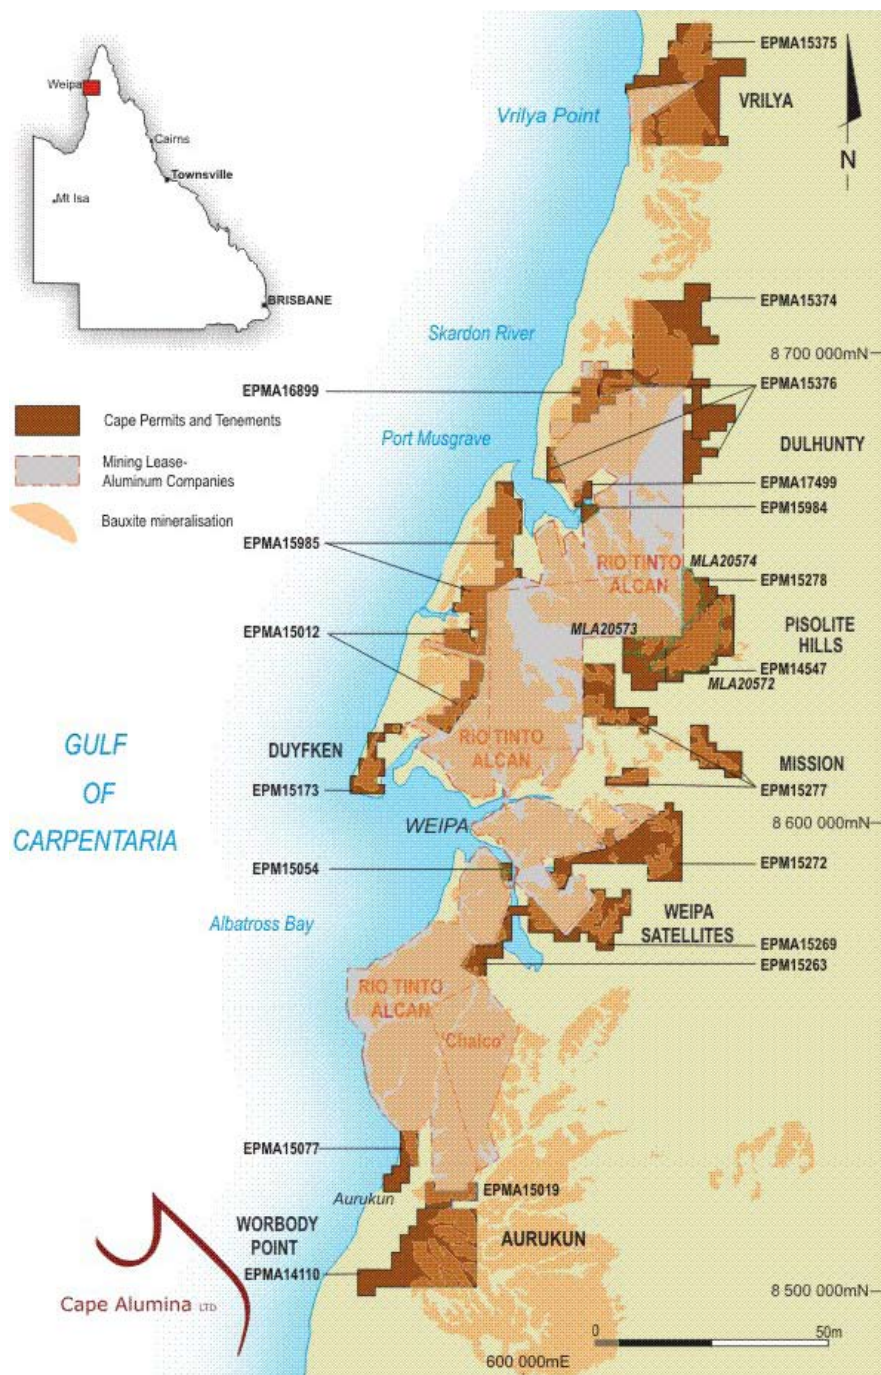 EPMA15375
Weipa
VRILYA
Vrilya Point
Cairns
N
Townsville
Mt Isa
EPMA15374
BRISBANE
Skardon River
8 700 000mN
EPMA16899
EPMA15376
Cape Permits and Tenements
Port Musgrave
DULHUNTY
Mining Lease-
Aluminum Companies
EPMA17499
EPM15984
Bauxite mineralisation
EPMA15985
RIO TINTO
ALCAN
MLA20574
EPM15278
EPMA15012
MLA20573
PISOLITE
HILLS
EPM14547
MLA20572
GULF
OF
CARPENTARIA
DUYFKEN
RIO TINTO
ALCAN
MISSION
EPM15173
EPM15277
WEIPA
8 600 000mN
EPM15054
EPM15272
Albatross Bay
WEIPA
SATELLITES
EPMA15269
EPM15263
RIO TINTO
ALCAN
'Chalco'
EPMA15077
Aurukun
EPMA15019
WORBODY
POINT
AURUKUN
EPMA14110
Cape Alumina LTD
8 500 000mN
0
50m
600 000mE